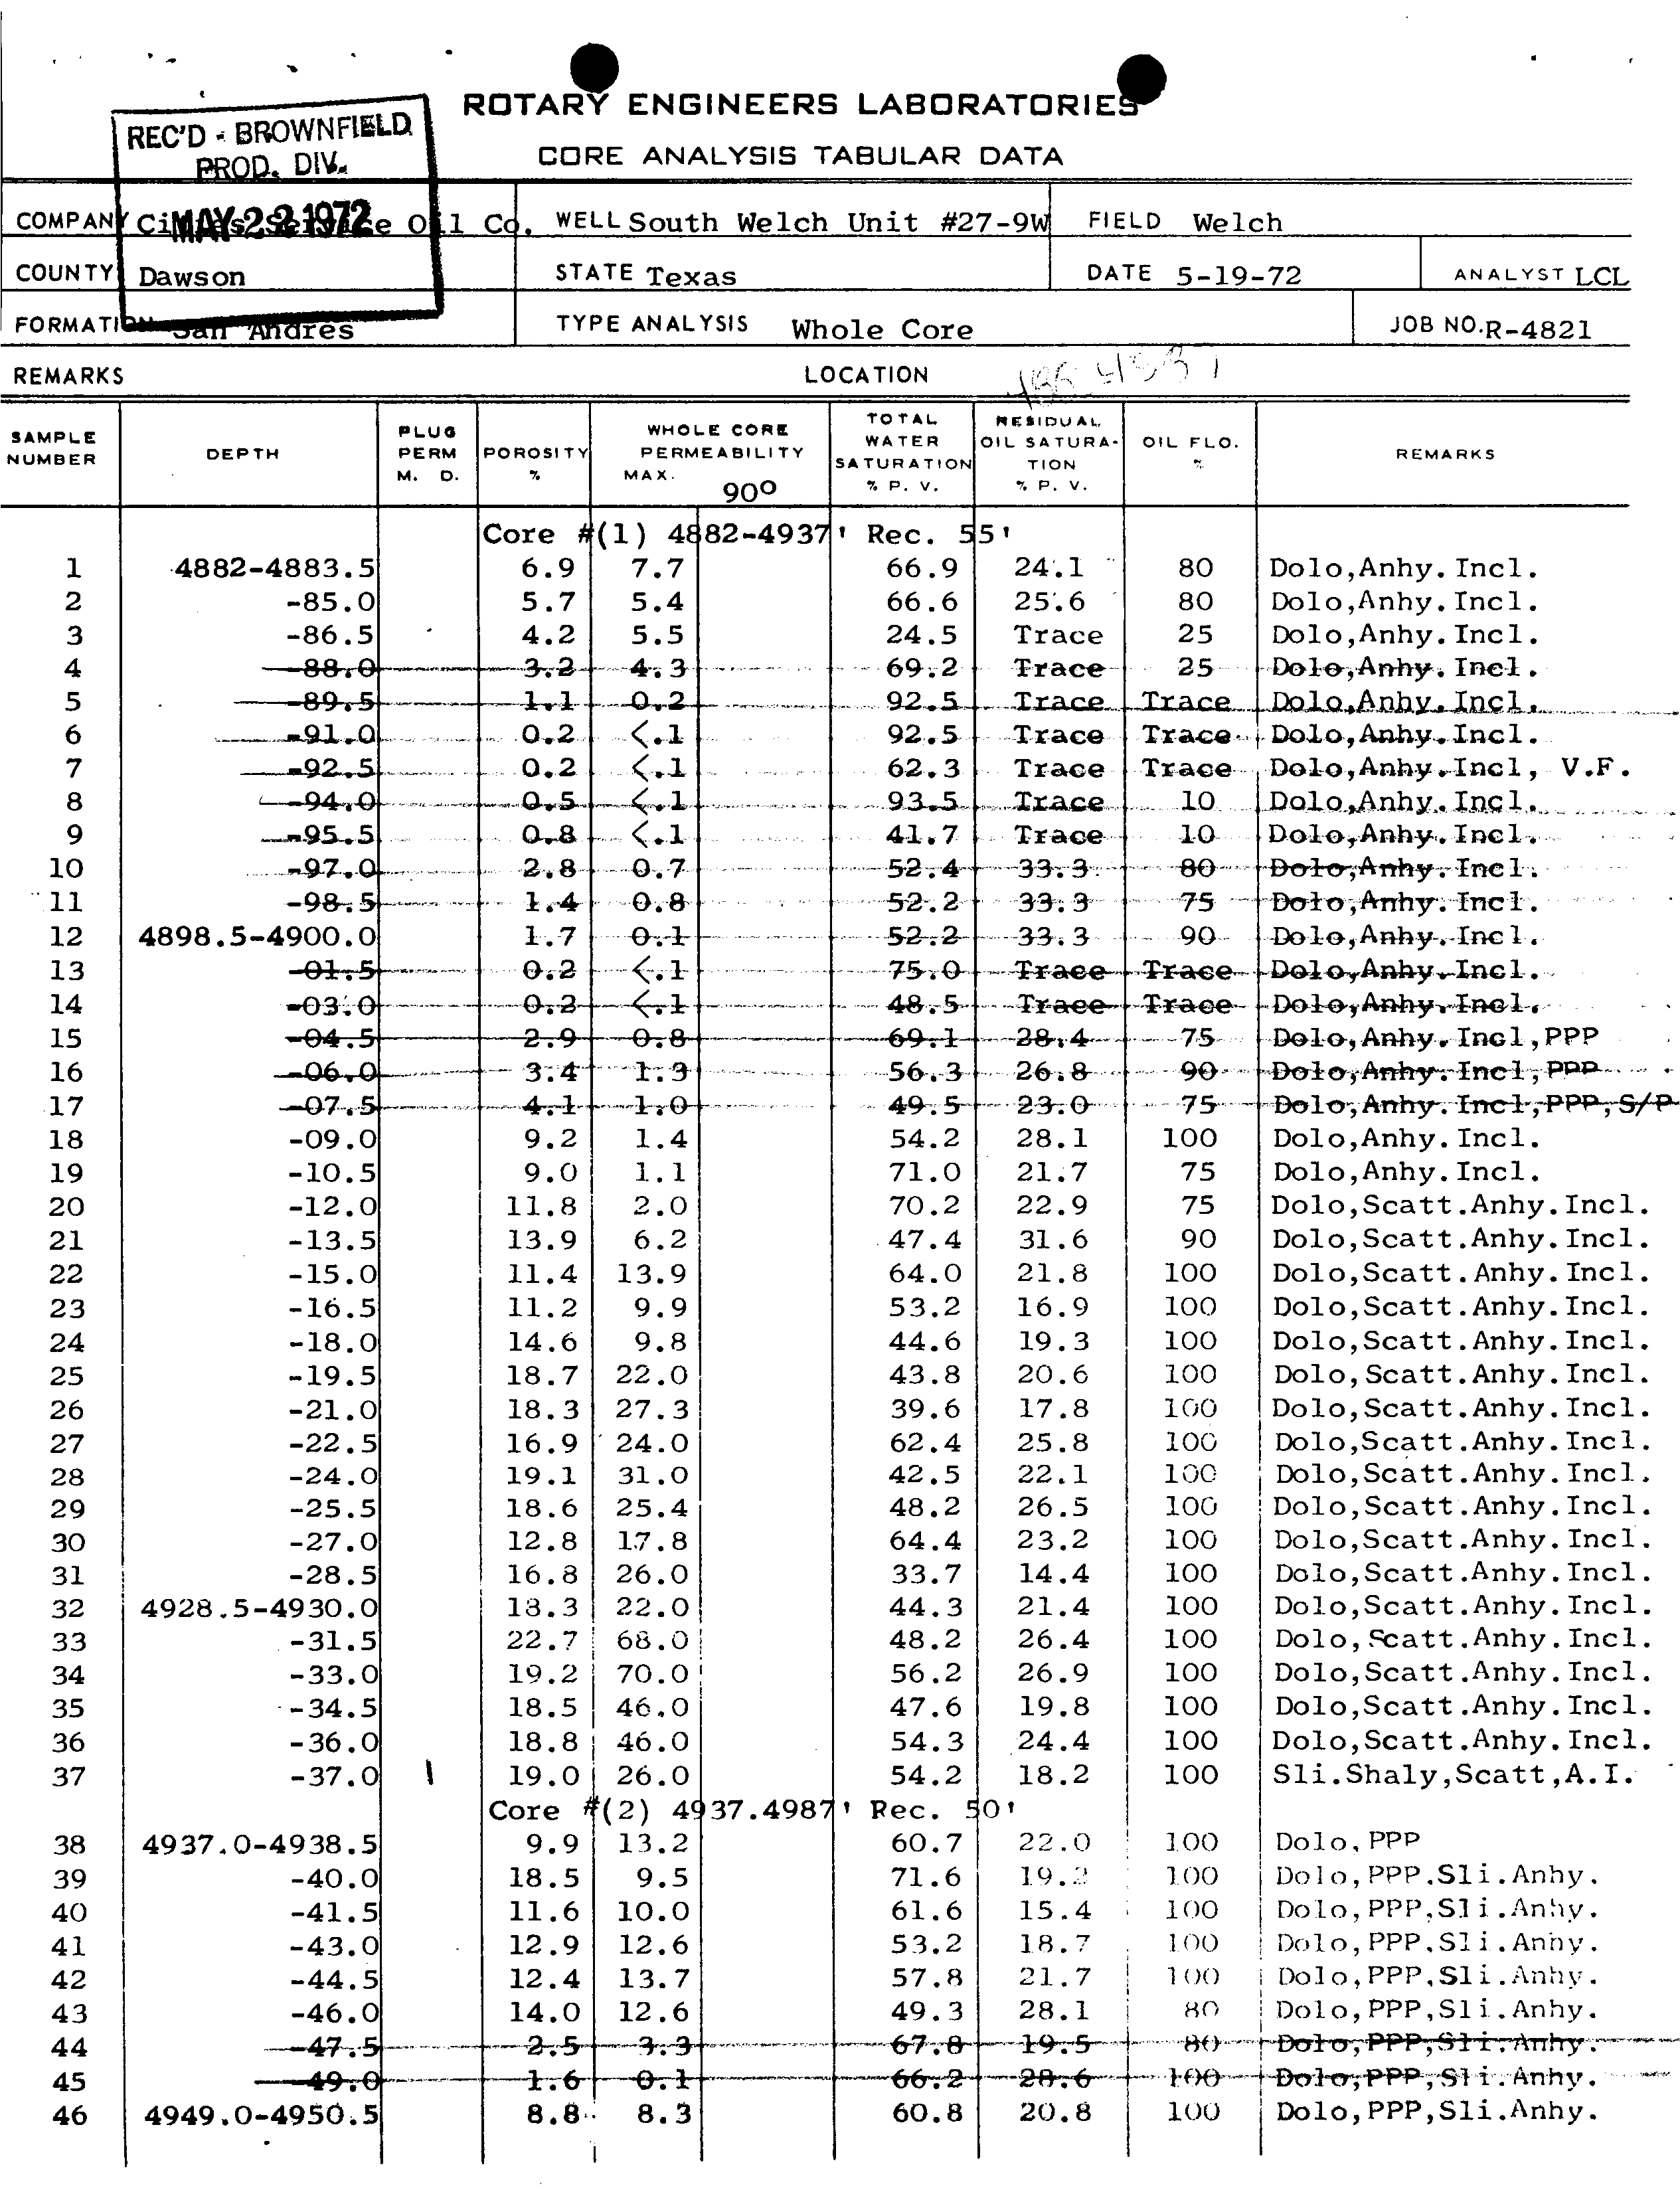 ROTARY ENGINEERS LABORATORIES
REC'D - BROWNFIELD
PROD. DIV.
MAY 22 1972
CORE ANALYSIS TABULAR DATA
COMPANY Oil Co. WELL South Welch Unit #27-9W FIELD Welch
COUNTY Dawson STATE Texas DATE 5-19-72 ANALYST LCL
FORMATION San Andres TYPE ANALYSIS Whole Core JOB NO. R-4821
REMARKS LOCATION
SAMPLE NUMBER DEPTH PLUG PERM M. D. POROSITY % WHOLE CORE PERMEABILITY MAX. 90° TOTAL WATER SATURATION % P. V. RESIDUAL OIL SATURA-TION % P. V. OIL FLO. % REMARKS
Core #(1) 4882-4937' Rec. 55'
1 4882-4883.5 6.9 7.7 66.9 24.1 80 Dolo,Anhy.Incl.
2 -85.0 5.7 5.4 66.6 25.6 80 Dolo,Anhy.Incl.
3 -86.5 4.2 5.5 24.5 Trace 25 Dolo,Anhy.Incl.
4 -88.0 3.2 4.3 69.2 Trace 25 Dolo,Anhy.Incl.
5 -89.5 1.1 0.2 92.5 Trace Trace Dolo,Anhy.Incl.
6 -91.0 0.2 <.1 92.5 Trace Trace Dolo,Anhy.Incl.
7 -92.5 0.2 <.1 62.3 Trace Trace Dolo,Anhy.Incl, V.F.
8 -94.0 0.5 <.1 93.5 Trace 10 Dolo,Anhy.Incl.
9 -95.5 0.8 <.1 41.7 Trace 10 Dolo,Anhy.Incl.
10 -97.0 2.8 0.7 52.4 33.3 80 Dolo,Anhy.Incl.
11 -98.5 1.4 0.8 52.2 33.3 75 Dolo,Anhy.Incl.
12 4898.5-4900.0 1.7 0.1 52.2 33.3 90 Dolo,Anhy.Incl.
13 -01.5 0.2 <.1 75.0 Trace Trace Dolo,Anhy.Incl.
14 -03.0 0.2 <.1 48.5 Trace Trace Dolo,Anhy.Incl.
15 -04.5 2.9 0.8 69.1 28.4 75 Dolo,Anhy.Incl,PPP
16 -06.0 3.4 1.3 56.3 26.8 90 Dolo,Anhy.Incl,PPP
17 -07.5 4.1 1.0 49.5 23.0 75 Dolo,Anhy.Incl,PPP,S/P
18 -09.0 9.2 1.4 54.2 28.1 100 Dolo,Anhy.Incl.
19 -10.5 9.0 1.1 71.0 21.7 75 Dolo,Anhy.Incl.
20 -12.0 11.8 2.0 70.2 22.9 75 Dolo,Scatt.Anhy.Incl.
21 -13.5 13.9 6.2 47.4 31.6 90 Dolo,Scatt.Anhy.Incl.
22 -15.0 11.4 13.9 64.0 21.8 100 Dolo,Scatt.Anhy.Incl.
23 -16.5 11.2 9.9 53.2 16.9 100 Dolo,Scatt.Anhy.Incl.
24 -18.0 14.6 9.8 44.6 19.3 100 Dolo,Scatt.Anhy.Incl.
25 -19.5 18.7 22.0 43.8 20.6 100 Dolo,Scatt.Anhy.Incl.
26 -21.0 18.3 27.3 39.6 17.8 100 Dolo,Scatt.Anhy.Incl.
27 -22.5 16.9 24.0 62.4 25.8 100 Dolo,Scatt.Anhy.Incl.
28 -24.0 19.1 31.0 42.5 22.1 100 Dolo,Scatt.Anhy.Incl.
29 -25.5 18.6 25.4 48.2 26.5 100 Dolo,Scatt.Anhy.Incl.
30 -27.0 12.8 17.8 64.4 23.2 100 Dolo,Scatt.Anhy.Incl.
31 -28.5 16.8 26.0 33.7 14.4 100 Dolo,Scatt.Anhy.Incl.
32 4928.5-4930.0 18.3 22.0 44.3 21.4 100 Dolo,Scatt.Anhy.Incl.
33 -31.5 22.7 68.0 48.2 26.4 100 Dolo,Scatt.Anhy.Incl.
34 -33.0 19.2 70.0 56.2 26.9 100 Dolo,Scatt.Anhy.Incl.
35 -34.5 18.5 46.0 47.6 19.8 100 Dolo,Scatt.Anhy.Incl.
36 -36.0 18.8 46.0 54.3 24.4 100 Dolo,Scatt.Anhy.Incl.
37 -37.0 19.0 26.0 54.2 18.2 100 Sli.Shaly,Scatt,A.I.
Core #(2) 4937.4987' Rec. 50'
38 4937.0-4938.5 9.9 13.2 60.7 22.0 100 Dolo,PPP
39 -40.0 18.5 9.5 71.6 19.2 100 Dolo,PPP.Sli.Anhy.
40 -41.5 11.6 10.0 61.6 15.4 100 Dolo,PPP,Sli.Anhy.
41 -43.0 12.9 12.6 53.2 18.7 100 Dolo,PPP,Sli.Anhy.
42 -44.5 12.4 13.7 57.8 21.7 100 Dolo,PPP,Sli.Anhy.
43 -46.0 14.0 12.6 49.3 28.1 80 Dolo,PPP,Sli.Anhy.
44 -47.5 2.5 3.3 67.8 19.5 80 Dolo,PPP,Sli.Anhy.
45 -49.0 1.6 0.1 66.2 28.6 100 Dolo,PPP,Sli.Anhy.
46 4949.0-4950.5 8.8 8.3 60.8 20.8 100 Dolo,PPP,Sli.Anhy.